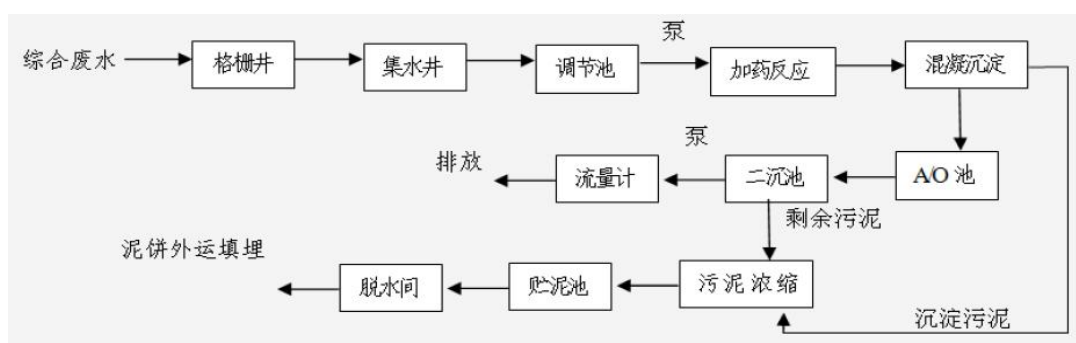 泵
综合废水
格栅井
集水井
调节池
加药反应
混凝沉淀
泵
排放
流量计
二沉池
A/O 池
剩余污泥
泥饼外运填埋
脱水间
贮泥池
污泥浓缩
沉淀污泥